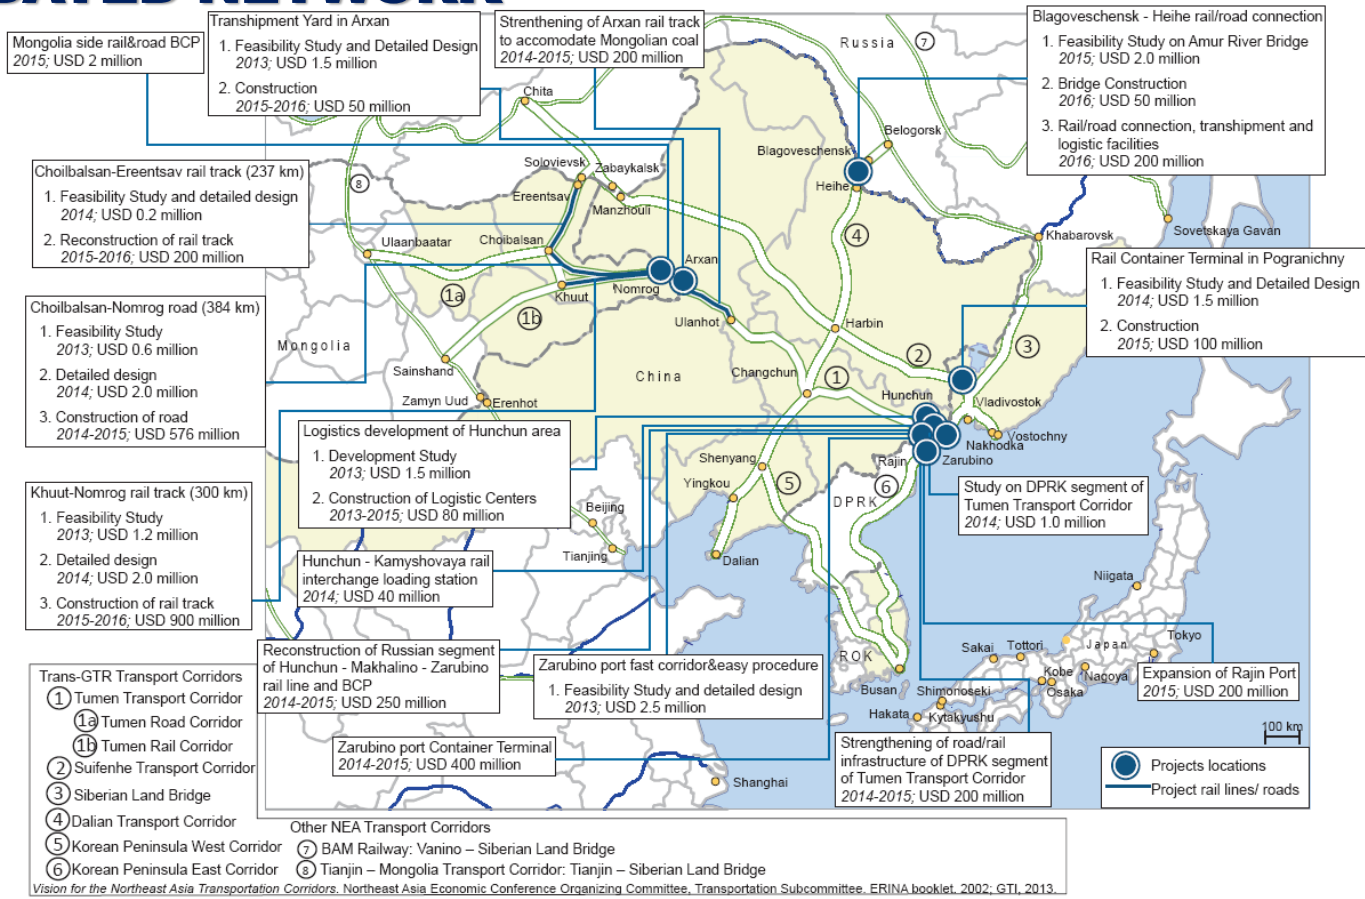 NETWORK
Mongolia side rail&road BCP
2015; USD 2 million
Transhipment Yard in Arxan
1. Feasibility Study and Detailed Design
2013; USD 1.5 million
2. Construction
2015-2016; USD 50 million
Strenthening of Arxan rail track
to accomodate Mongolian coal
2014-2015; USD 200 million
Blagoveschensk - Heihe rail/road connection
1. Feasibility Study on Amur River Bridge
2015; USD 2.0 million
2. Bridge Construction
2016; USD 50 million
3. Rail/road connection, transhipment and
logistic facilities
2016; USD 200 million
Choilbalsan-Ereentsav rail track (237 km)
1. Feasibility Study and detailed design
2014; USD 0.2 million
2. Reconstruction of rail track
2015-2016; USD 200 million
Choilbalsan-Nomrog road (384 km)
1. Feasibility Study
2013; USD 0.6 million
2. Detailed design
2014; USD 2.0 million
3. Construction of road
2014-2015; USD 576 million
Khuut-Nomrog rail track (300 km)
1. Feasibility Study
2013; USD 1.2 million
2. Detailed design
2014; USD 2.0 million
3. Construction of rail track
2015-2016; USD 900 million
Rail Container Terminal in Pogranichny
1. Feasibility Study and Detailed Design
2014; USD 1.5 million
2. Construction
2015; USD 100 million
Russia
7
Chita
Belogorsk
Blagoveschensk
Heihe
Solovievsk
Zabaykalsk
8
Ereentsav
Manzhouli
Sovetskaya Gavan
Khabarovsk
4
Ulaanbaatar
Choibalsan
Arxan
1a
Khuut
Nomrog
1b
Ulanhot
Harbin
Mongolia
2
3
Sainshand
China
Changchun
1
Zamyn Uud
Erenhot
Hunchun
Vladivostok
Vostochny
Nakhodka
Rajin
Zarubino
Shenyang
Yingkou
5
6
DPRK
Beijing
Tianjing
Dalian
Niigata
ROK
Busan
Sakai
Tottori
Japan
Tokyo
Kobe
Nagoya
Osaka
Shimonoseki
Hakata
Kytakyushu
Shanghai
Logistics development of Hunchun area
1. Development Study
2013; USD 1.5 million
2. Construction of Logistic Centers
2013-2015; USD 80 million
Hunchun - Kamyshovaya rail
interchange loading station
2014; USD 40 million
Reconstruction of Russian segment
of Hunchun - Makhalino - Zarubino
rail line and BCP
2014-2015; USD 250 million
Zarubino port fast corridor&easy procedure
1. Feasibility Study and detailed design
2013; USD 2.5 million
Zarubino port Container Terminal
2014-2015; USD 400 million
Study on DPRK segment of
Tumen Transport Corridor
2014; USD 1.0 million
Expansion of Rajin Port
2015; USD 200 million
Strengthening of road/rail
infrastructure of DPRK segment
of Tumen Transport Corridor
2014-2015; USD 200 million
100 km
Projects locations
Project rail lines/ roads
Trans-GTR Transport Corridors
1 Tumen Transport Corridor
1a Tumen Road Corridor
1b Tumen Rail Corridor
2 Suifenhe Transport Corridor
3 Siberian Land Bridge
4 Dalian Transport Corridor
5 Korean Peninsula West Corridor
6 Korean Peninsula East Corridor
Other NEA Transport Corridors
7 BAM Railway: Vanino – Siberian Land Bridge
8 Tianjin – Mongolia Transport Corridor: Tianjin – Siberian Land Bridge
Vision for the Northeast Asia Transportation Corridors. Northeast Asia Economic Conference Organizing Committee, Transportation Subcommittee. ERINA booklet. 2002; GTI, 2013.